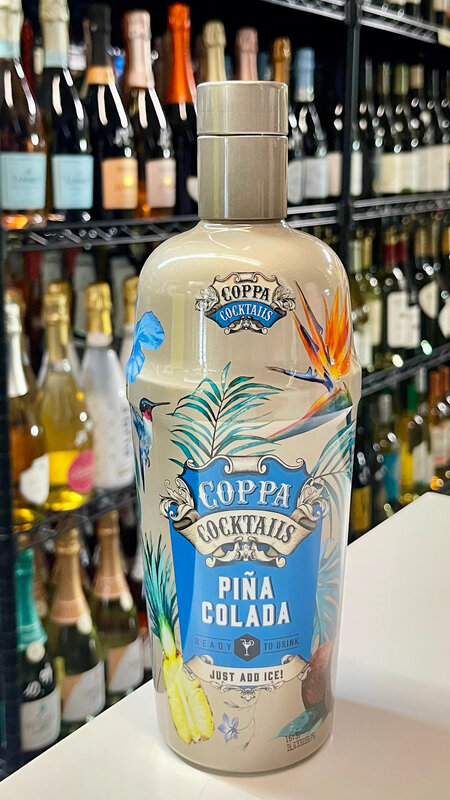 COPPA
COCKTAILS
COPPA
COCKTAILS
PIÑA
COLADA
READY TO DRINK
JUST ADD ICE!